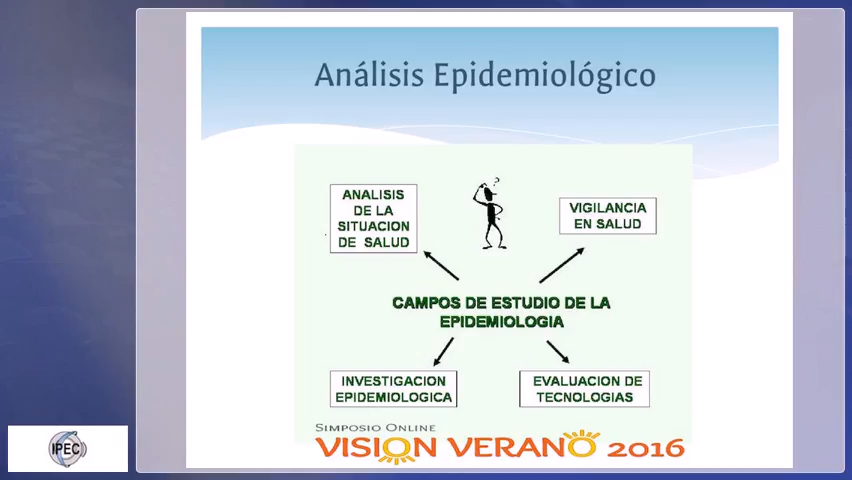 Análisis Epidemiológico
?
ANALISIS
DE LA
SITUACION
DE SALUD
VIGILANCIA
EN SALUD
CAMPOS DE ESTUDIO DE LA
EPIDEMIOLOGIA
INVESTIGACION
EPIDEMIOLOGICA
EVALUACION DE
TECNOLOGIAS
SIMPOSIO ONLINE
VISION VERANO 2016
IPEC